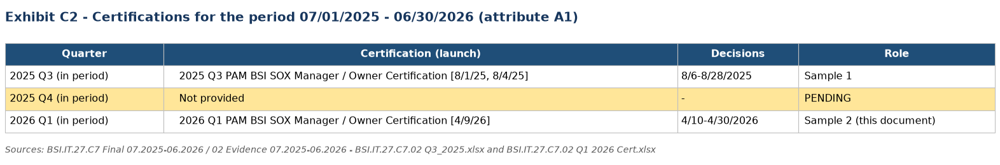 Exhibit C2 - Certifications for the period 07/01/2025 - 06/30/2026 (attribute A1)
Quarter Certification (launch) Decisions Role
2025 Q3 (in period) 2025 Q3 PAM BSI SOX Manager / Owner Certification [8/1/25, 8/4/25] 8/6-8/28/2025 Sample 1
2025 Q4 (in period) Not provided - PENDING
2026 Q1 (in period) 2026 Q1 PAM BSI SOX Manager / Owner Certification [4/9/26] 4/10-4/30/2026 Sample 2 (this document)
Sources: BSI.IT.27.C7 Final 07.2025-06.2026 / 02 Evidence 07.2025-06.2026 - BSI.IT.27.C7.02 Q3_2025.xlsx and BSI.IT.27.C7.02 Q1 2026 Cert.xlsx